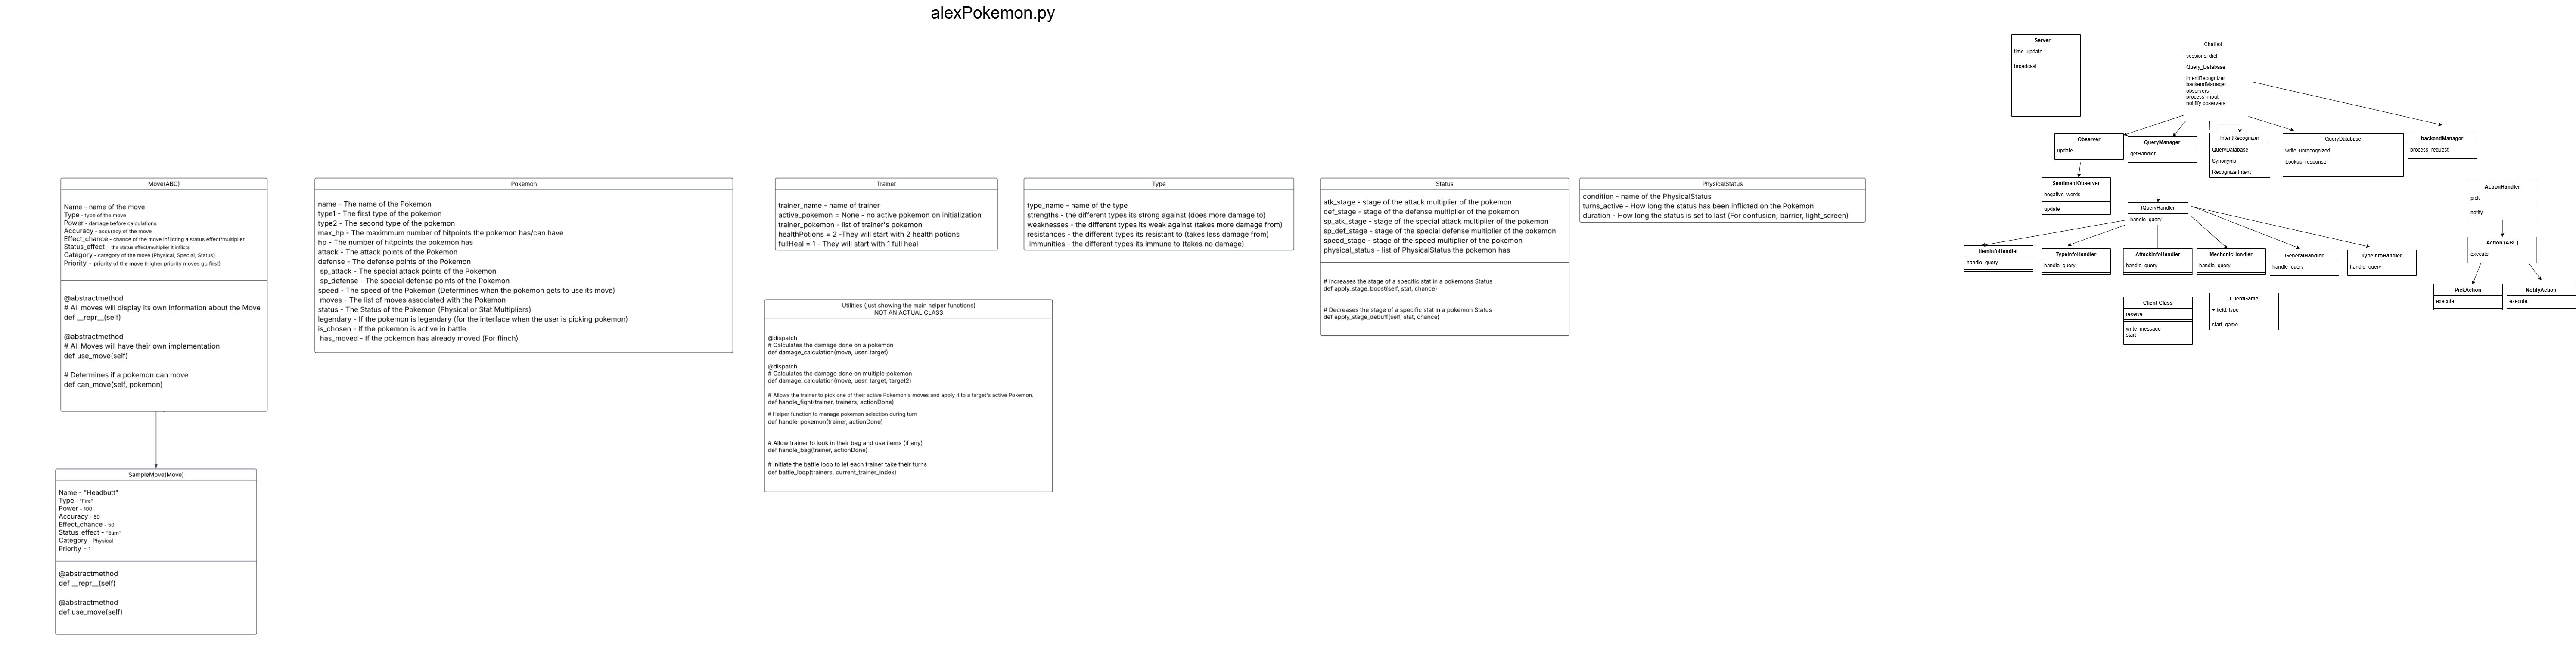 alexPokemon.py
Move(ABC)
Name - name of the move
Type - type of the move
Power - damage before calculations
Accuracy - accuracy of the move
Effect_chance - chance of the move inflicting a status effect/multiplier
Status_effect - the status effect/multiplier it inflicts
Category - category of the move (Physical, Special, Status)
Priority - priority of the move (higher priority moves go first)
@abstractmethod
# All moves will display its own information about the Move
def __repr__(self)
@abstractmethod
# All Moves will have their own implementation
def use_move(self)
# Determines if a pokemon can move
def can_move(self, pokemon)
SampleMove(Move)
Name - "Headbutt"
Type - "Fire"
Power - 100
Accuracy - 50
Effect_chance - 50
Status_effect - "Burn"
Category - Physical
Priority - 1
@abstractmethod
def __repr__(self)
@abstractmethod
def use_move(self)
Pokemon
name - The name of the Pokemon
type1 - The first type of the pokemon
type2 - The second type of the pokemon
max_hp - The maximmum number of hitpoints the pokemon has/can have
hp - The number of hitpoints the pokemon has
attack - The attack points of the Pokemon
defense - The defense points of the Pokemon
sp_attack - The special attack points of the Pokemon
sp_defense - The special defense points of the Pokemon
speed - The speed of the Pokemon (Determines when the pokemon gets to use its move)
moves - The list of moves associated with the Pokemon
status - The Status of the Pokemon (Physical or Stat Multipliers)
legendary - If the pokemon is legendary (for the interface when the user is picking pokemon)
is_chosen - If the pokemon is active in battle
has_moved - If the pokemon has already moved (For flinch)
Trainer
trainer_name - name of trainer
active_pokemon = None - no active pokemon on initialization
trainer_pokemon - list of trainer's pokemon
healthPotions = 2 -They will start with 2 health potions
fullHeal = 1 - They will start with 1 full heal
Utilities (just showing the main helper functions)
NOT AN ACTUAL CLASS
@dispatch
# Calculates the damage done on a pokemon
def damage_calculation(move, user, target)
@dispatch
# Calculates the damage done on multiple pokemon
def damage_calculation(move, uesr, target, target2)
# Allows the trainer to pick one of their active Pokemon's moves and apply it to a target's active Pokemon.
def handle_fight(trainer, trainers, actionDone)
# Helper function to manage pokemon selection during turn
def handle_pokemon(trainer, actionDone)
# Allow trainer to look in their bag and use items (if any)
def handle_bag(trainer, actionDone)
# Initiate the battle loop to let each trainer take their turns
def battle_loop(trainers, current_trainer_index)
Type
type_name - name of the type
strengths - the different types its strong against (does more damage to)
weaknesses - the different types its weak against (takes more damage from)
resistances - the different types its resistant to (takes less damage from)
immunities - the different types its immune to (takes no damage)
Status
atk_stage - stage of the attack multiplier of the pokemon
def_stage - stage of the defense multiplier of the pokemon
sp_atk_stage - stage of the special attack multiplier of the pokemon
sp_def_stage - stage of the special defense multiplier of the pokemon
speed_stage - stage of the speed multiplier of the pokemon
physical_status - list of PhysicalStatus the pokemon has
# Increases the stage of a specific stat in a pokemons Status
def apply_stage_boost(self, stat, chance)
# Decreases the stage of a specific stat in a pokemon Status
def apply_stage_debuff(self, stat, chance)
PhysicalStatus
condition - name of the PhysicalStatus
turns_active - How long the status has been inflicted on the Pokemon
duration - How long the status is set to last (For confusion, barrier, light_screen)
Server
time_update
broadcast
Chatbot
sessions: dict
Query_Database
intentRecognizer
backendManager
observers
process_input
notifify observers
Observer
update
QueryManager
getHandler
IntentRecognizer
QueryDatabase
Synonyms
Recognize Intent
QueryDatabase
write_unrecognized
Lookup_response
backendManager
process_request
SentimentObserver
negative_words
update
IQueryHandler
handle_query
ItemInfoHandler
handle_query
TypeInfoHandler
handle_query
AttackInfoHandler
handle_query
MechanicHandler
handle_query
GeneralHandler
handle_query
TypeInfoHandler
handle_query
ActionHandler
pick
notify
Action (ABC)
execute
PickAction
execute
NotifyAction
execute
Client Class
receive
write_message
start
ClientGame
+ field: type
start_game